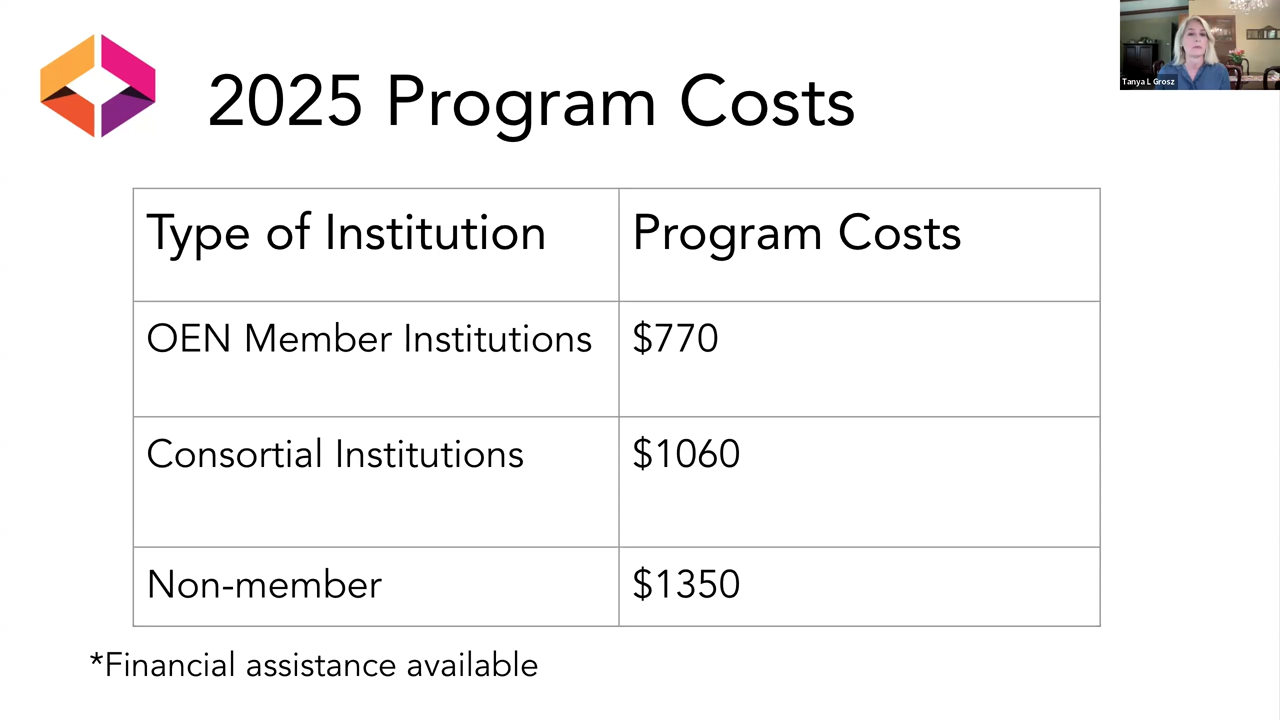 2025 Program Costs
Tanya L Grosz
Type of Institution
Program Costs
OEN Member Institutions
$770
Consortial Institutions
$1060
Non-member
$1350
*Financial assistance available